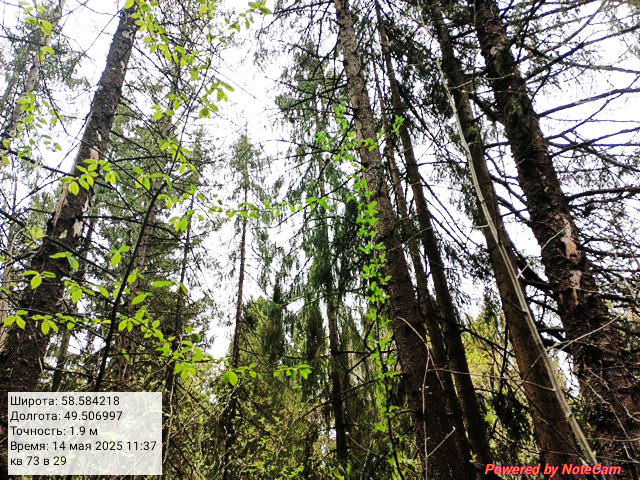 Широта: 58.584218
Долгота: 49.506997
Точность: 1.9 м
Время: 14 мая 2025 11:37
кв 73 в 29
Powered by NoteCam